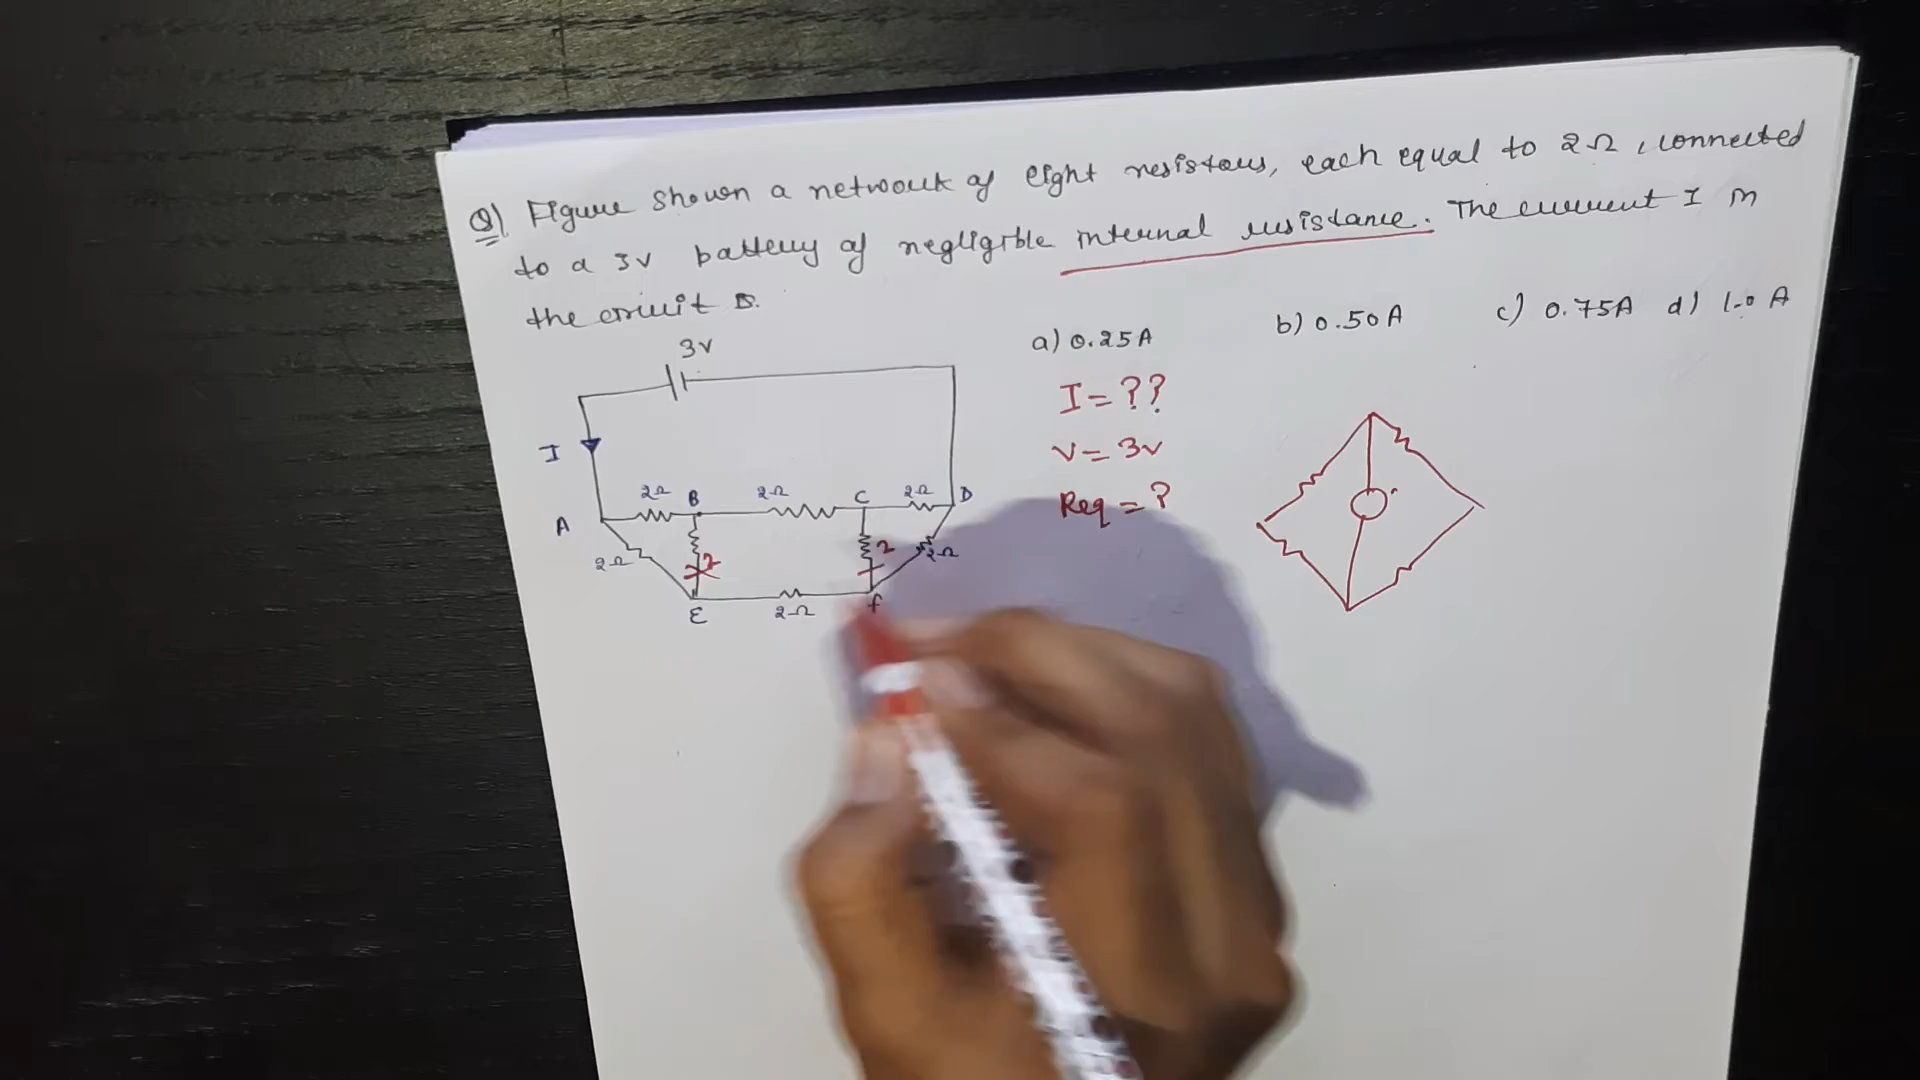 Q) Figure shown a network of eight resistors, each equal to 2Ω, connected
to a 3V battery of negligible internal resistance. The current I in
the circuit is.
a) 0.25A b) 0.50A c) 0.75A d) 1.0 A
3V
I = ??
I
V = 3V
2Ω B 2Ω C 2Ω D
Req = ?
A
2Ω 2 2 2Ω
E 2Ω F